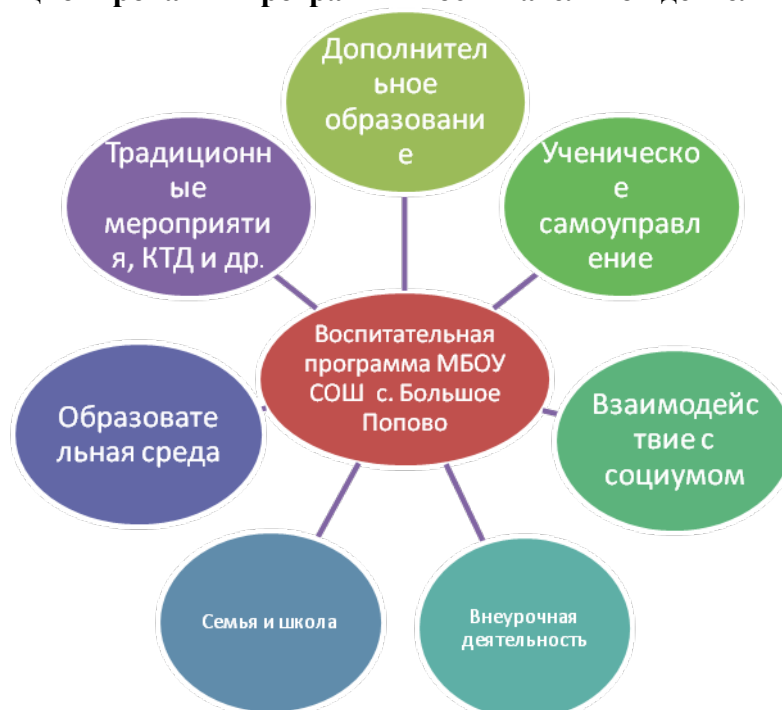 Дополнител
ьное
образовани
е
Традиционн
ые
мероприяти
я, КТД и др.
Ученическо
е
самоуправл
ение
Воспитательная
программа МБОУ
СОШ с. Большое
Попово
Образовате
льная среда
Взаимодейс
твие с
социумом
Семья и школа
Внеурочная
деятельность